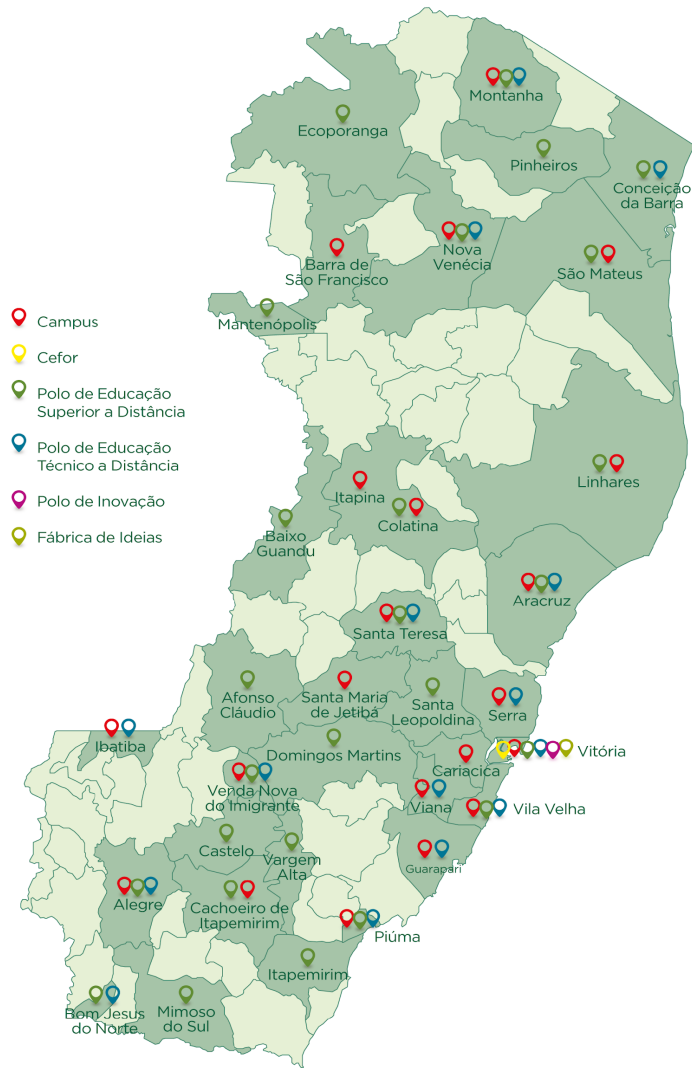 Montanha
Ecoporanga
Pinheiros
Conceição
da Barra
Nova
Venécia
Barra de
São Francisco
São Mateus
Mantenópolis
Campus
Cefor
Polo de Educação
Superior a Distância
Polo de Educação
Técnico a Distância
Polo de Inovação
Fábrica de Ideias
Linhares
Itapina
Colatina
Baixo
Guandu
Aracruz
Santa Teresa
Afonso
Cláudio
Santa Maria
de Jetibá
Santa
Leopoldina
Serra
Ibatiba
Domingos Martins
Vitória
Cariacica
Venda Nova
do Imigrante
Viana
Vila Velha
Castelo
Vargem
Alta
Guarapari
Alegre
Cachoeiro de
Itapemirim
Piúma
Itapemirim
Bom Jesus
do Norte
Mimoso
do Sul